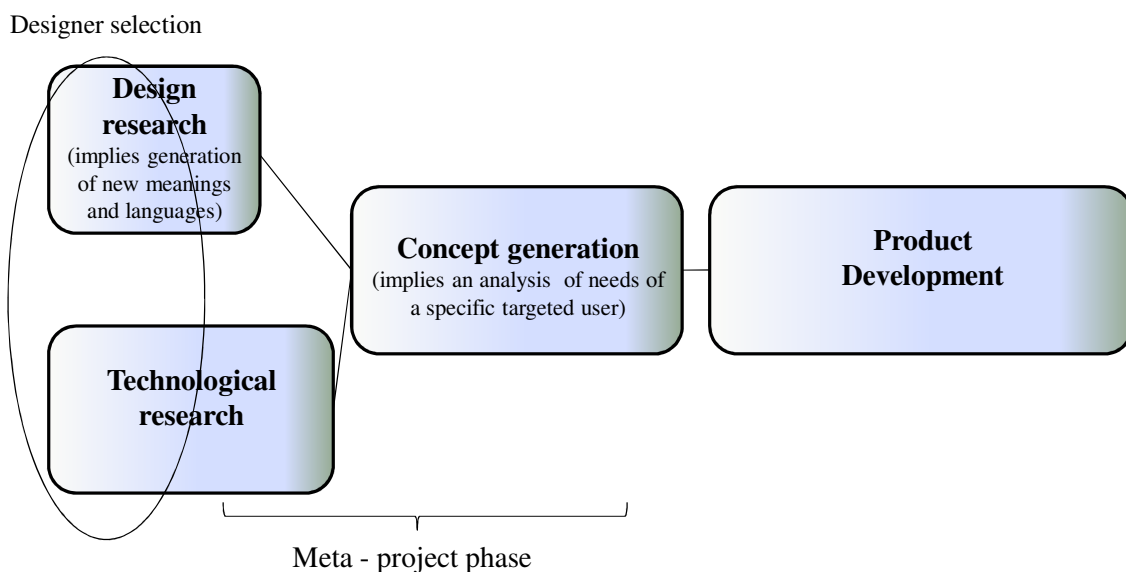 Designer selection
Design
research
(implies generation
of new meanings
and languages)
Concept generation
(implies an analysis of needs of
a specific targeted user)
Product
Development
Technological
research
Meta - project phase